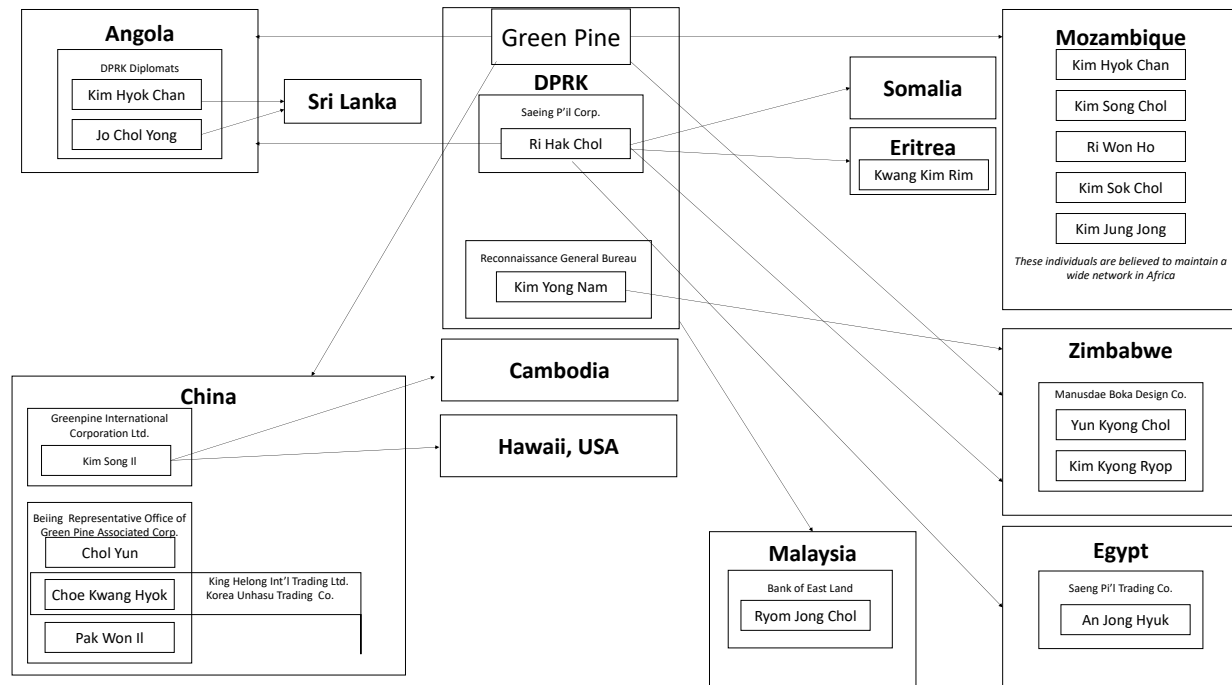 Angola
DPRK Diplomats
Kim Hyok Chan
Jo Chol Yong
Sri Lanka
Green Pine
DPRK
Saeing P'il Corp.
Ri Hak Chol
Reconnaissance General Bureau
Kim Yong Nam
Somalia
Eritrea
Kwang Kim Rim
Mozambique
Kim Hyok Chan
Kim Song Chol
Ri Won Ho
Kim Sok Chol
Kim Jung Jong
These individuals are believed to maintain a
wide network in Africa
Cambodia
Hawaii, USA
Zimbabwe
Manusdae Boka Design Co.
Yun Kyong Chol
Kim Kyong Ryop
China
Greenpine International
Corporation Ltd.
Kim Song Il
Beiing Representative Office of
Green Pine Associated Corp.
Chol Yun
Choe Kwang Hyok
King Helong Int'l Trading Ltd.
Korea Unhasu Trading Co.
Pak Won Il
Malaysia
Bank of East Land
Ryom Jong Chol
Egypt
Saeng Pi'l Trading Co.
An Jong Hyuk